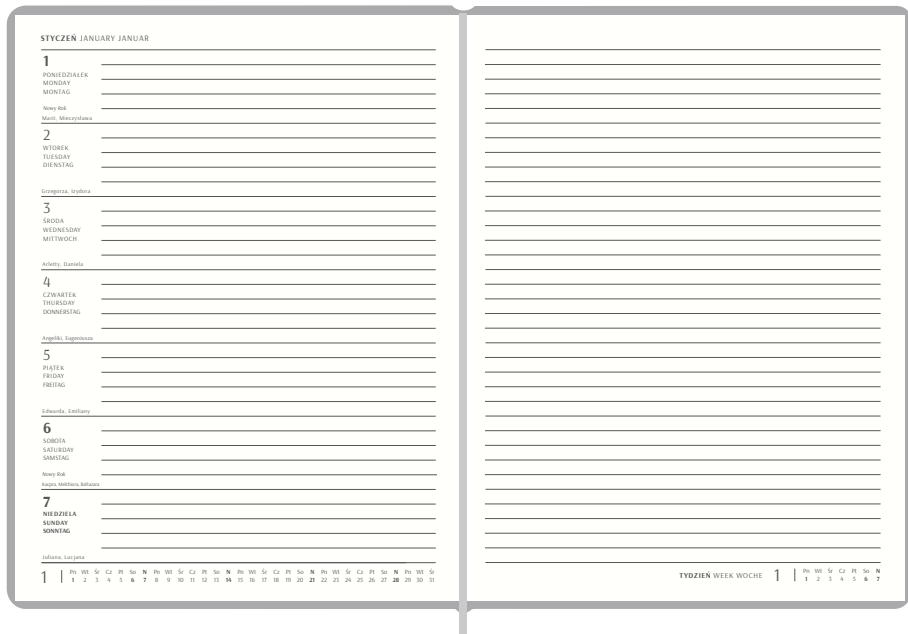 STYCZEŃ JANUARY JANUAR
1
PONIEDZIAŁEK
MONDAY
MONTAG
Nowy Rok
Marii, Mieczysława
2
WTOREK
TUESDAY
DIENSTAG
Grzegorza, Izydora
3
ŚRODA
WEDNESDAY
MITTWOCH
Arletty, Daniela
4
CZWARTEK
THURSDAY
DONNERSTAG
Angeliki, Eugeniusza
5
PIĄTEK
FRIDAY
FREITAG
Edwarda, Emiliany
6
SOBOTA
SATURDAY
SAMSTAG
Nowy Rok
Kacpra, Melchiora, Baltazara
7
NIEDZIELA
SUNDAY
SONNTAG
Juliana, Lucjana
1 | Pn Wt Śr Cz Pt So N Pn Wt Śr Cz Pt So N Pn Wt Śr Cz Pt So N Pn Wt Śr Cz Pt So N Pn Wt Śr
1 2 3 4 5 6 7 8 9 10 11 12 13 14 15 16 17 18 19 20 21 22 23 24 25 26 27 28 29 30 31
TYDZIEŃ WEEK WOCHE 1 | Pn Wt Śr Cz Pt So N
1 2 3 4 5 6 7